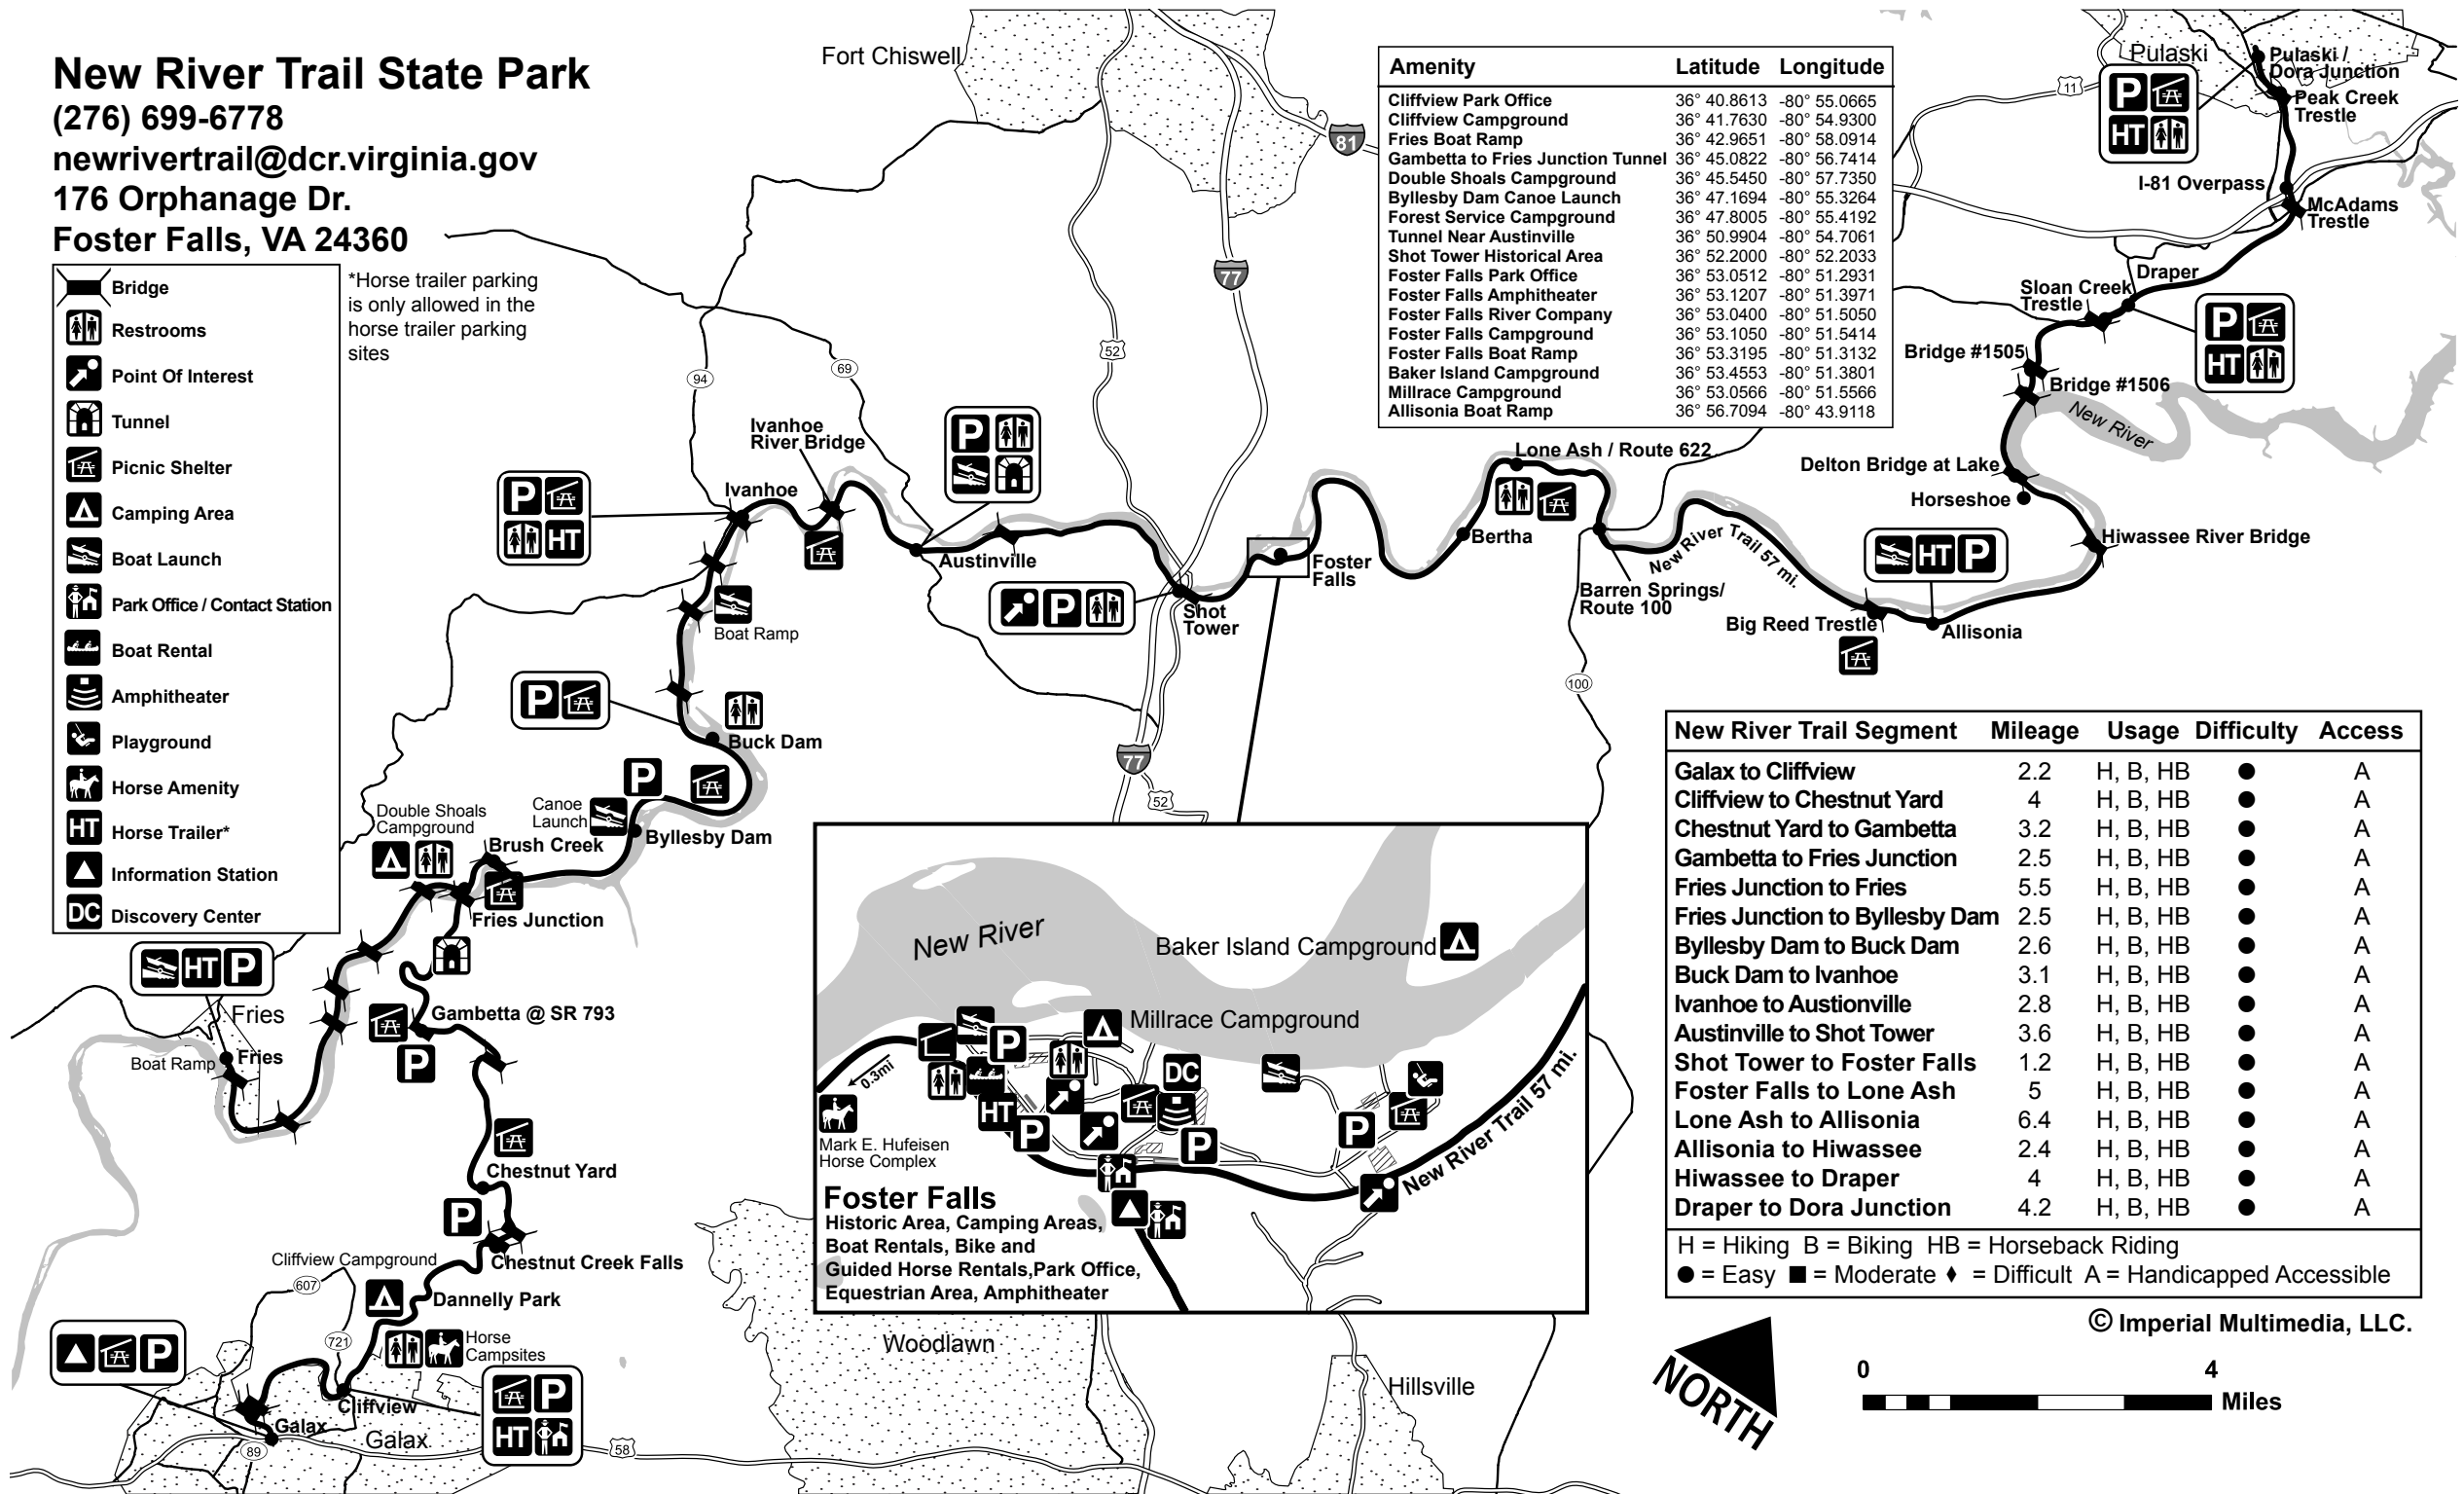 New River Trail State Park
(276) 699-6778
newrivertrail@dcr.virginia.gov
176 Orphanage Dr.
Foster Falls, VA 24360
Bridge
Restrooms
Point Of Interest
Tunnel
Picnic Shelter
Camping Area
Boat Launch
Park Office / Contact Station
Boat Rental
Amphitheater
Playground
Horse Amenity
HT Horse Trailer*
Information Station
DC Discovery Center
*Horse trailer parking
is only allowed in the
horse trailer parking
sites
Amenity Latitude Longitude
Cliffview Park Office 36° 40.8613 -80° 55.0665
Cliffview Campground 36° 41.7630 -80° 54.9300
Fries Boat Ramp 36° 42.9651 -80° 58.0914
Gambetta to Fries Junction Tunnel 36° 45.0822 -80° 56.7414
Double Shoals Campground 36° 45.5450 -80° 57.7350
Byllesby Dam Canoe Launch 36° 47.1694 -80° 55.3264
Forest Service Campground 36° 47.8005 -80° 55.4192
Tunnel Near Austinville 36° 50.9904 -80° 54.7061
Shot Tower Historical Area 36° 52.2000 -80° 52.2033
Foster Falls Park Office 36° 53.0512 -80° 51.2931
Foster Falls Amphitheater 36° 53.1207 -80° 51.3971
Foster Falls River Company 36° 53.0400 -80° 51.5050
Foster Falls Campground 36° 53.1050 -80° 51.5414
Foster Falls Boat Ramp 36° 53.3195 -80° 51.3132
Baker Island Campground 36° 53.4553 -80° 51.3801
Millrace Campground 36° 53.0566 -80° 51.5566
Allisonia Boat Ramp 36° 56.7094 -80° 43.9118
Fort Chiswell
81
77
52
94
69
11
Pulaski
Pulaski /
Dora Junction
Peak Creek
Trestle
P
HT
I-81 Overpass
McAdams
Trestle
Draper
Sloan Creek
Trestle
P
HT
Bridge #1505
Bridge #1506
New River
Delton Bridge at Lake
Horseshoe
Hiwassee River Bridge
HT P
Allisonia
Big Reed Trestle
New River Trail 57 mi.
Barren Springs/
Route 100
100
Lone Ash / Route 622
Bertha
Foster
Falls
Shot
Tower
P
P
Austinville
Ivanhoe
River Bridge
Ivanhoe
P
HT
Boat Ramp
P
Buck Dam
P
Canoe
Launch
Byllesby Dam
Double Shoals
Campground
Brush Creek
Fries Junction
HT P
Fries
Boat Ramp
Fries
Gambetta @ SR 793
P
Chestnut Yard
P
Chestnut Creek Falls
Cliffview Campground
607
Dannelly Park
721
Horse
Campsites
P
P
HT
Cliffview
Galax
Galax
89
58
77
52
New River
Baker Island Campground
Millrace Campground
P
DC
HT
P
P
P
0.3mi
Mark E. Hufeisen
Horse Complex
New River Trail 57 mi.
Foster Falls
Historic Area, Camping Areas,
Boat Rentals, Bike and
Guided Horse Rentals,Park Office,
Equestrian Area, Amphitheater
Woodlawn
Hillsville
New River Trail Segment Mileage Usage Difficulty Access
Galax to Cliffview 2.2 H, B, HB ● A
Cliffview to Chestnut Yard 4 H, B, HB ● A
Chestnut Yard to Gambetta 3.2 H, B, HB ● A
Gambetta to Fries Junction 2.5 H, B, HB ● A
Fries Junction to Fries 5.5 H, B, HB ● A
Fries Junction to Byllesby Dam 2.5 H, B, HB ● A
Byllesby Dam to Buck Dam 2.6 H, B, HB ● A
Buck Dam to Ivanhoe 3.1 H, B, HB ● A
Ivanhoe to Austionville 2.8 H, B, HB ● A
Austinville to Shot Tower 3.6 H, B, HB ● A
Shot Tower to Foster Falls 1.2 H, B, HB ● A
Foster Falls to Lone Ash 5 H, B, HB ● A
Lone Ash to Allisonia 6.4 H, B, HB ● A
Allisonia to Hiwassee 2.4 H, B, HB ● A
Hiwassee to Draper 4 H, B, HB ● A
Draper to Dora Junction 4.2 H, B, HB ● A
H = Hiking B = Biking HB = Horseback Riding
● = Easy ■ = Moderate ♦ = Difficult A = Handicapped Accessible
© Imperial Multimedia, LLC.
NORTH
0 4
Miles